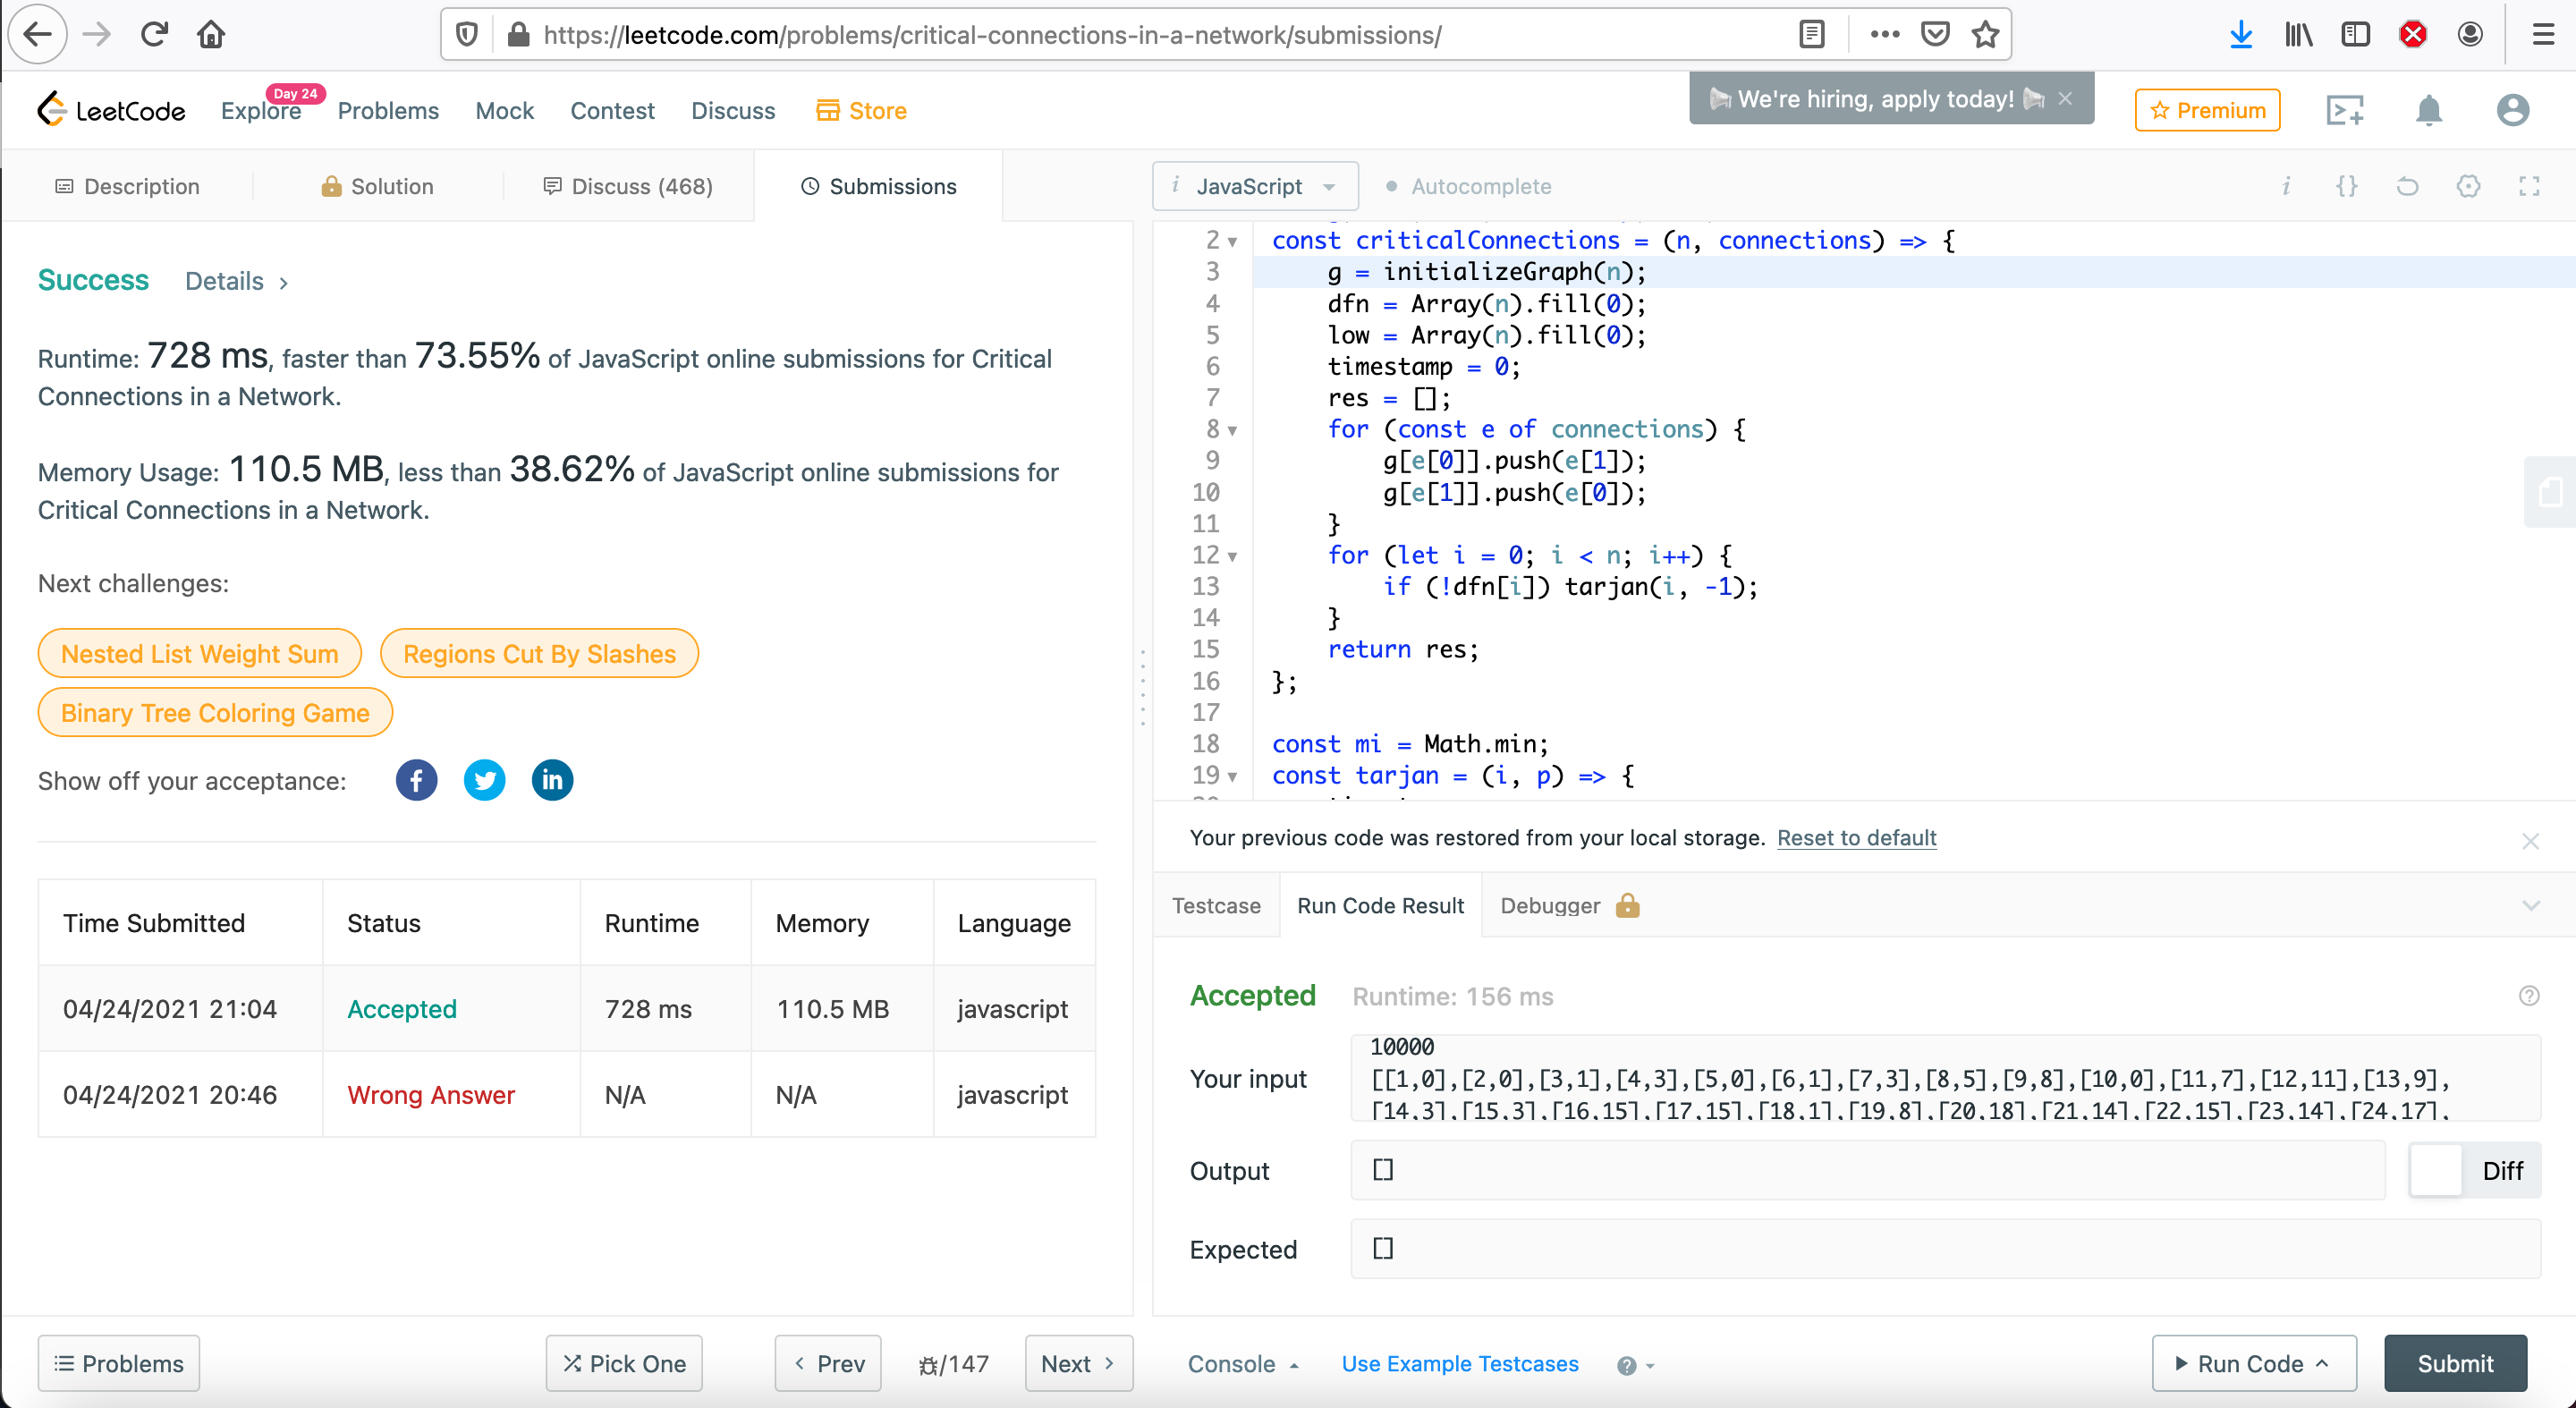 https://leetcode.com/problems/critical-connections-in-a-network/submissions/
LeetCode
Explore
Day 24
Problems
Mock
Contest
Discuss
Store
We're hiring, apply today!
Premium
Description
Solution
Discuss (468)
Submissions
Success
Details
Runtime: 728 ms, faster than 73.55% of JavaScript online submissions for Critical
Connections in a Network.
Memory Usage: 110.5 MB, less than 38.62% of JavaScript online submissions for
Critical Connections in a Network.
Next challenges:
Nested List Weight Sum
Regions Cut By Slashes
Binary Tree Coloring Game
Show off your acceptance:
Time Submitted Status Runtime Memory Language
04/24/2021 21:04 Accepted 728 ms 110.5 MB javascript
04/24/2021 20:46 Wrong Answer N/A N/A javascript
Problems
Pick One
Prev
/147
Next
i JavaScript
Autocomplete
i {}
2 const criticalConnections = (n, connections) => {
3 g = initializeGraph(n);
4 dfn = Array(n).fill(0);
5 low = Array(n).fill(0);
6 timestamp = 0;
7 res = [];
8 for (const e of connections) {
9 g[e[0]].push(e[1]);
10 g[e[1]].push(e[0]);
11 }
12 for (let i = 0; i < n; i++) {
13 if (!dfn[i]) tarjan(i, -1);
14 }
15 return res;
16 };
17
18 const mi = Math.min;
19 const tarjan = (i, p) => {
Your previous code was restored from your local storage. Reset to default
Testcase
Run Code Result
Debugger
Accepted
Runtime: 156 ms
Your input
10000
[[1,0],[2,0],[3,1],[4,3],[5,0],[6,1],[7,3],[8,5],[9,8],[10,0],[11,7],[12,11],[13,9],
[14,3],[15,3],[16,15],[17,15],[18,1],[19,8],[20,18],[21,14],[22,15],[23,14],[24,17],
Output
[]
Diff
Expected
[]
Console
Use Example Testcases
Run Code
Submit